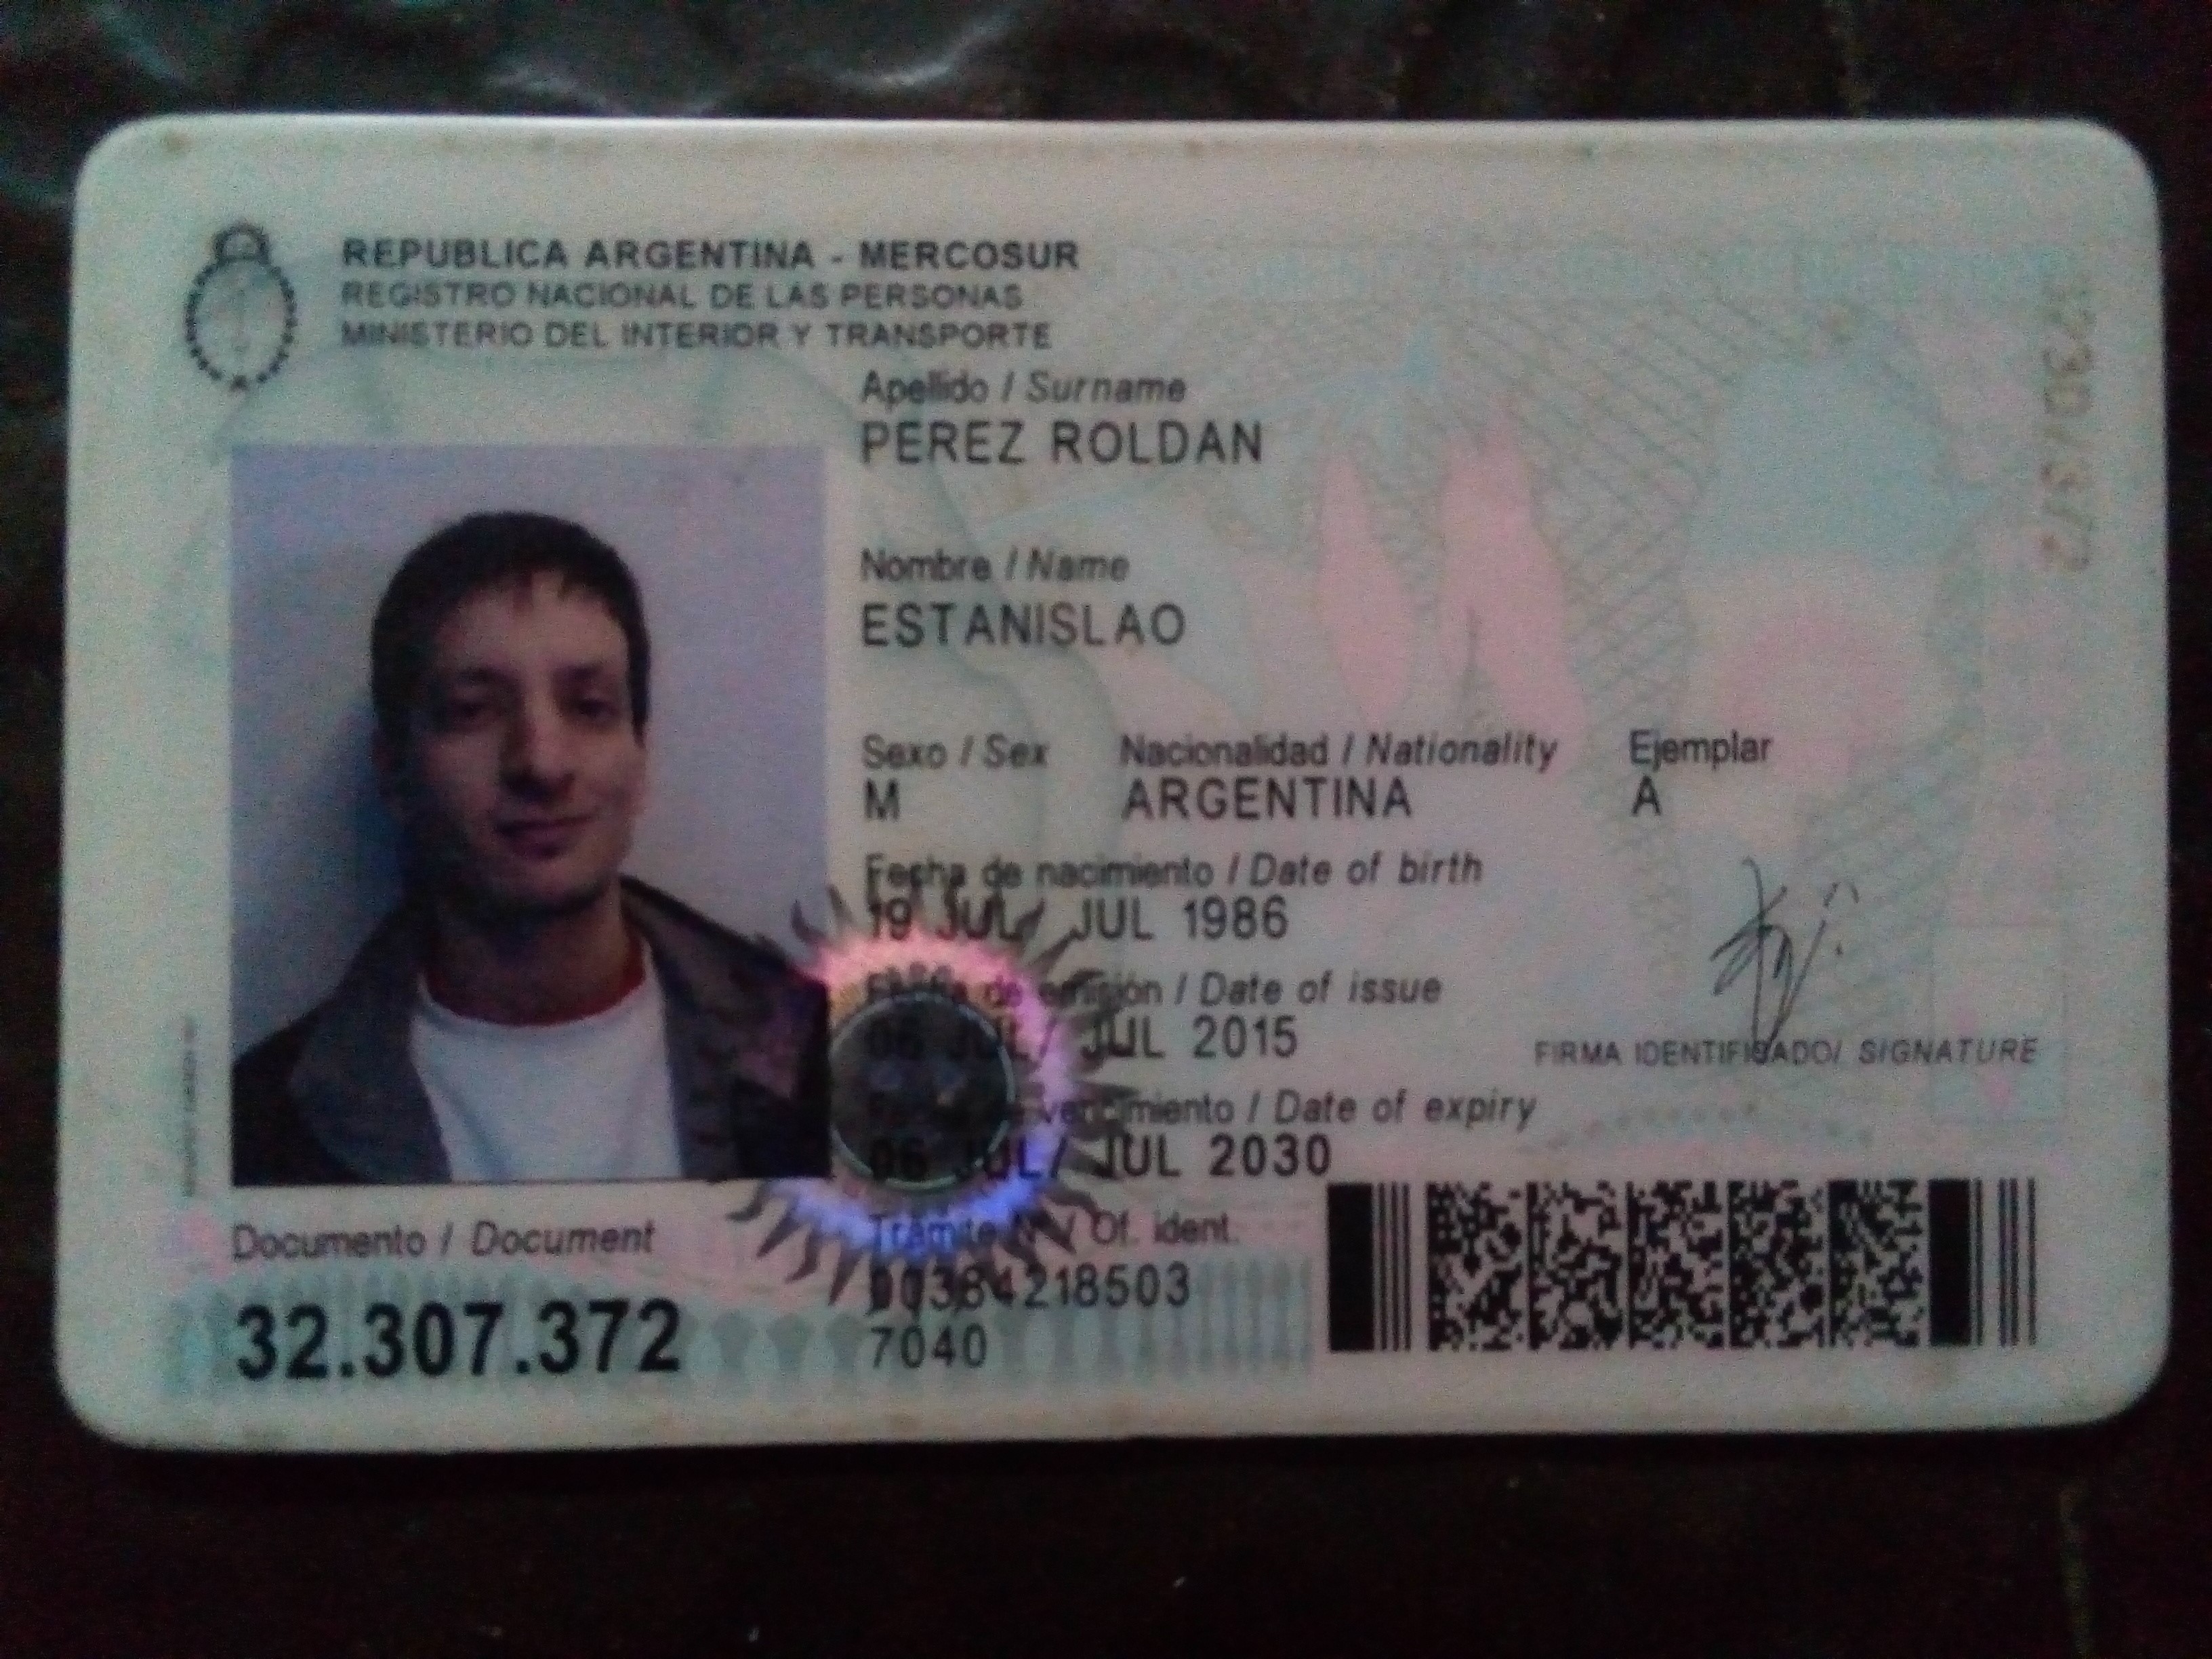 REPUBLICA ARGENTINA - MERCOSUR
REGISTRO NACIONAL DE LAS PERSONAS
MINISTERIO DEL INTERIOR Y TRANSPORTE
Apellido / Surname
PEREZ ROLDAN
Nombre / Name
ESTANISLAO
Sexo / Sex Nacionalidad / Nationality Ejemplar
M ARGENTINA A
Fecha de nacimiento / Date of birth
19 JUL/ JUL 1986
Fecha de emisión / Date of issue
06 JUL/ JUL 2015
FIRMA IDENTIFICADO/ SIGNATURE
Fecha de vencimiento / Date of expiry
06 JUL/ JUL 2030
Documento / Document
32.307.372
Trámite N° / Of. ident.
00384218503
7040